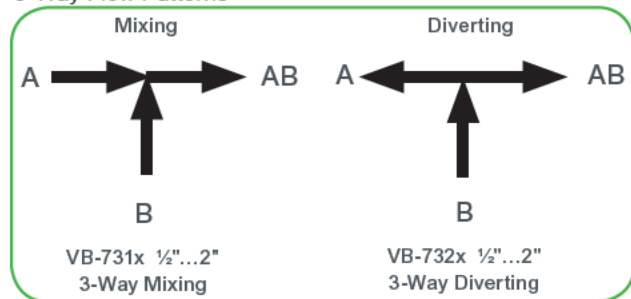 Mixing
A
AB
B
VB-731x ½"...2"
3-Way Mixing
Diverting
A
AB
B
VB-732x ½"...2"
3-Way Diverting